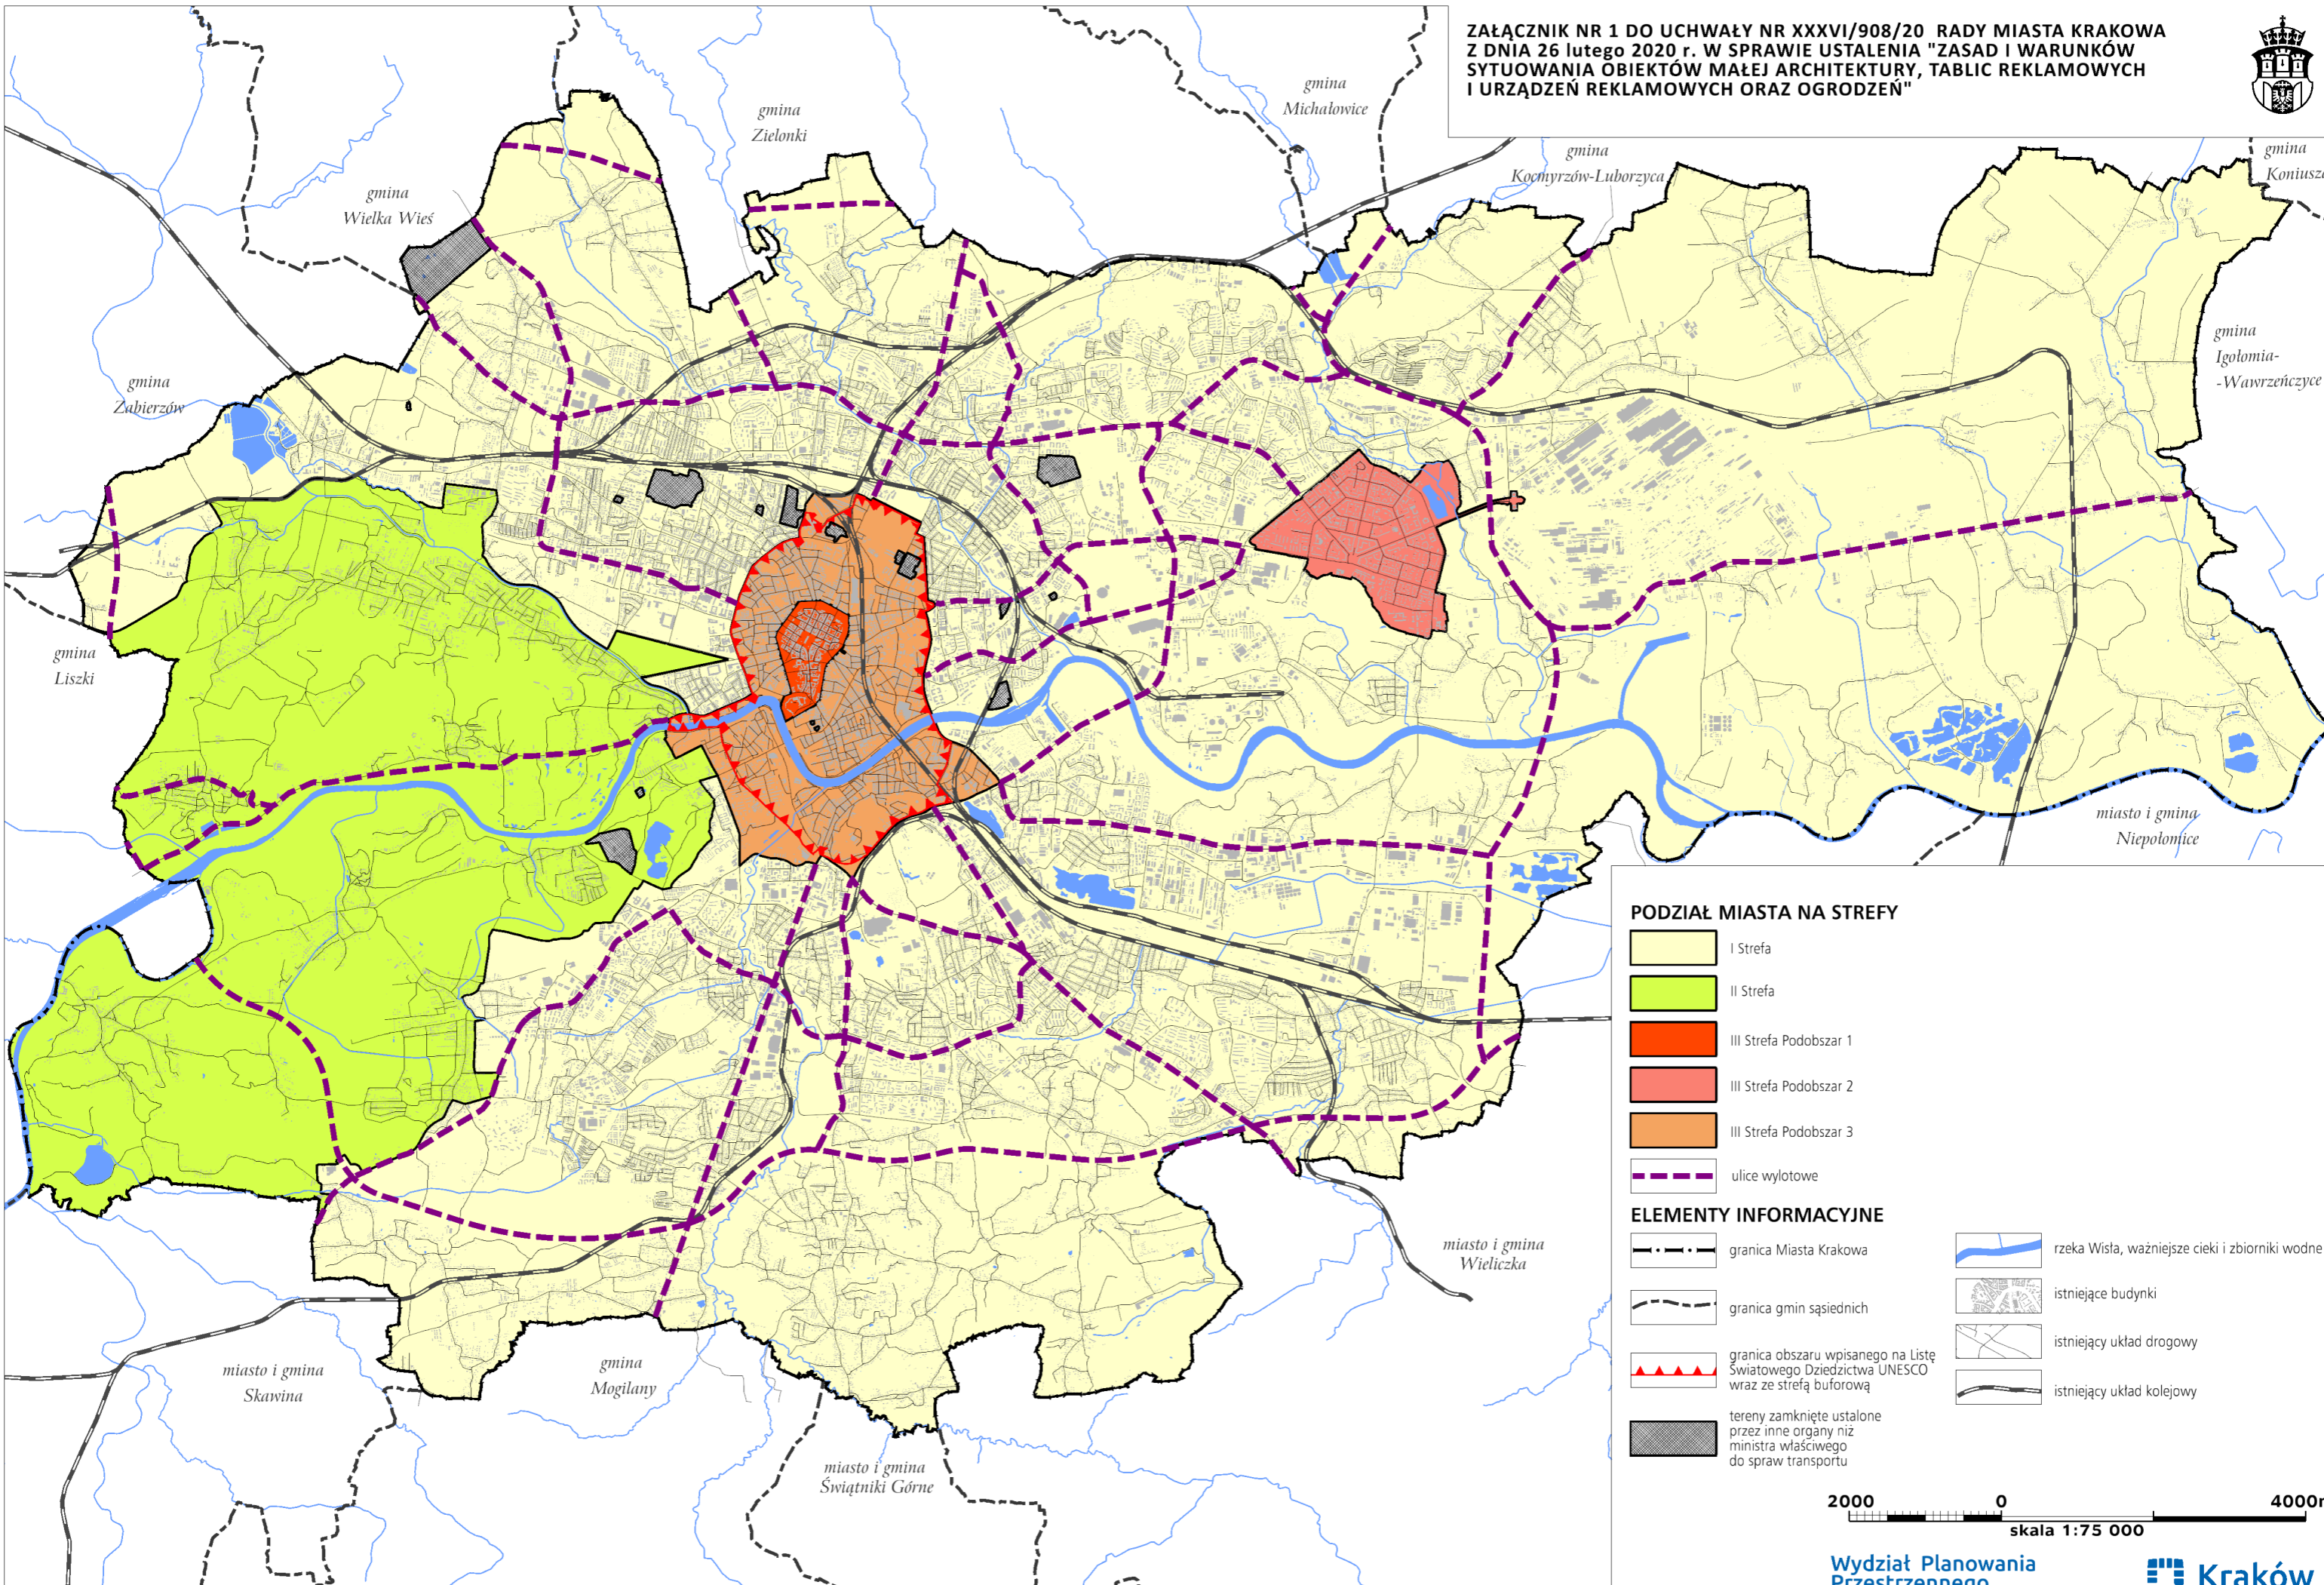 ZAŁĄCZNIK NR 1 DO UCHWAŁY NR XXXVI/908/20 RADY MIASTA KRAKOWA
Z DNIA 26 lutego 2020 r. W SPRAWIE USTALENIA "ZASAD I WARUNKÓW
SYTUOWANIA OBIEKTÓW MAŁEJ ARCHITEKTURY, TABLIC REKLAMOWYCH
I URZĄDZEŃ REKLAMOWYCH ORAZ OGRODZEŃ"
gmina
Michałowice
gmina
Zielonki
gmina
Kocmyrzów-Luborzyca
gmina
Koniusza
gmina
Wielka Wieś
gmina
Igołomia-
-Wawrzeńczyce
gmina
Zabierzów
gmina
Liszki
miasto i gmina
Niepołomice
miasto i gmina
Wieliczka
gmina
Mogilany
miasto i gmina
Skawina
miasto i gmina
Świątniki Górne
PODZIAŁ MIASTA NA STREFY
I Strefa
II Strefa
III Strefa Podobszar 1
III Strefa Podobszar 2
III Strefa Podobszar 3
ulice wylotowe
ELEMENTY INFORMACYJNE
granica Miasta Krakowa
granica gmin sąsiednich
granica obszaru wpisanego na Listę
Światowego Dziedzictwa UNESCO
wraz ze strefą buforową
tereny zamknięte ustalone
przez inne organy niż
ministra właściwego
do spraw transportu
rzeka Wisła, ważniejsze cieki i zbiorniki wodne
istniejące budynki
istniejący układ drogowy
istniejący układ kolejowy
2000 0 4000m
skala 1:75 000
Wydział Planowania
Przestrzennego
Kraków